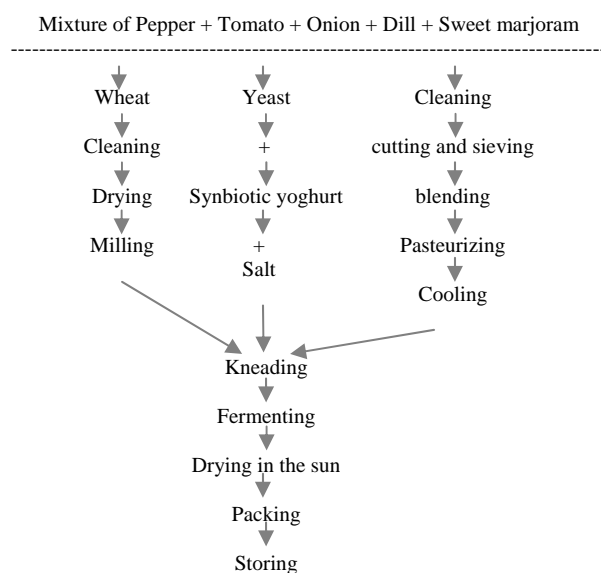 Mixture of Pepper + Tomato + Onion + Dill + Sweet marjoram
Wheat
Cleaning
Drying
Milling
Yeast
+
Synbiotic yoghurt
+
Salt
Cleaning
cutting and sieving
blending
Pasteurizing
Cooling
Kneading
Fermenting
Drying in the sun
Packing
Storing